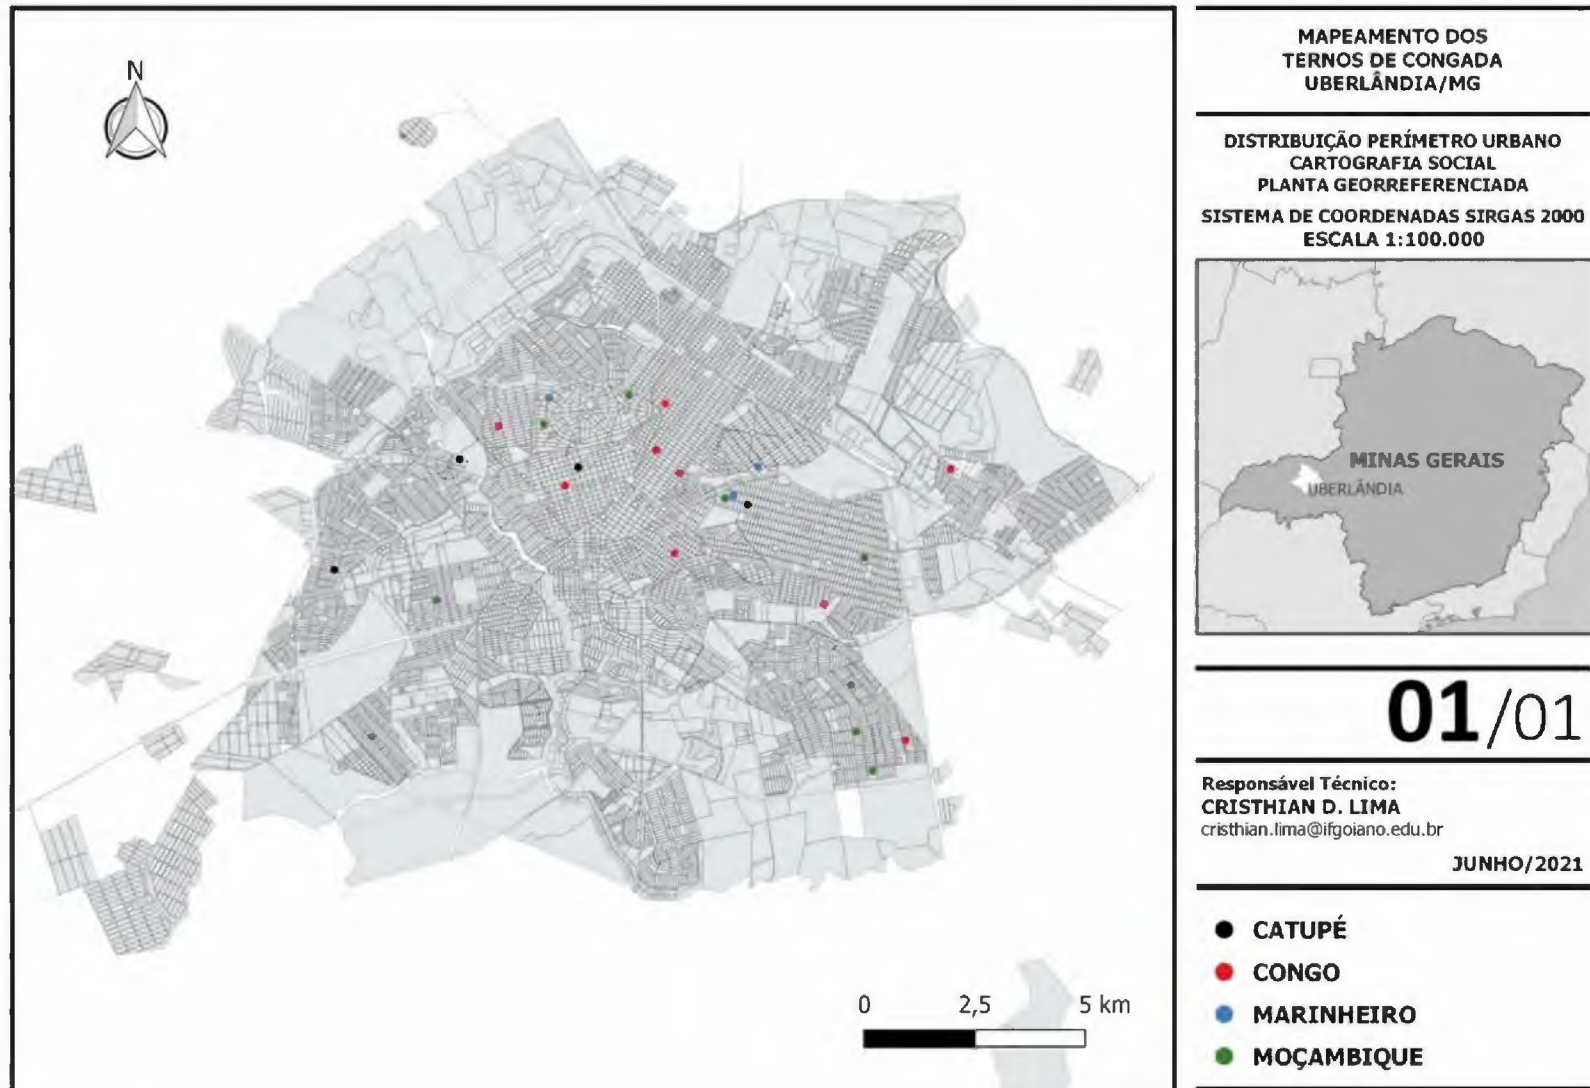 N
0 2,5 5 km
MAPEAMENTO DOS
TERNOS DE CONGADA
UBERLÂNDIA/MG
DISTRIBUIÇÃO PERÍMETRO URBANO
CARTOGRAFIA SOCIAL
PLANTA GEORREFERENCIADA
SISTEMA DE COORDENADAS SIRGAS 2000
ESCALA 1:100.000
MINAS GERAIS
UBERLÂNDIA
01/01
Responsável Técnico:
CRISTHIAN D. LIMA
cristhian.lima@ifgoiano.edu.br
JUNHO/2021
CATUPÉ
CONGO
MARINHEIRO
MOÇAMBIQUE